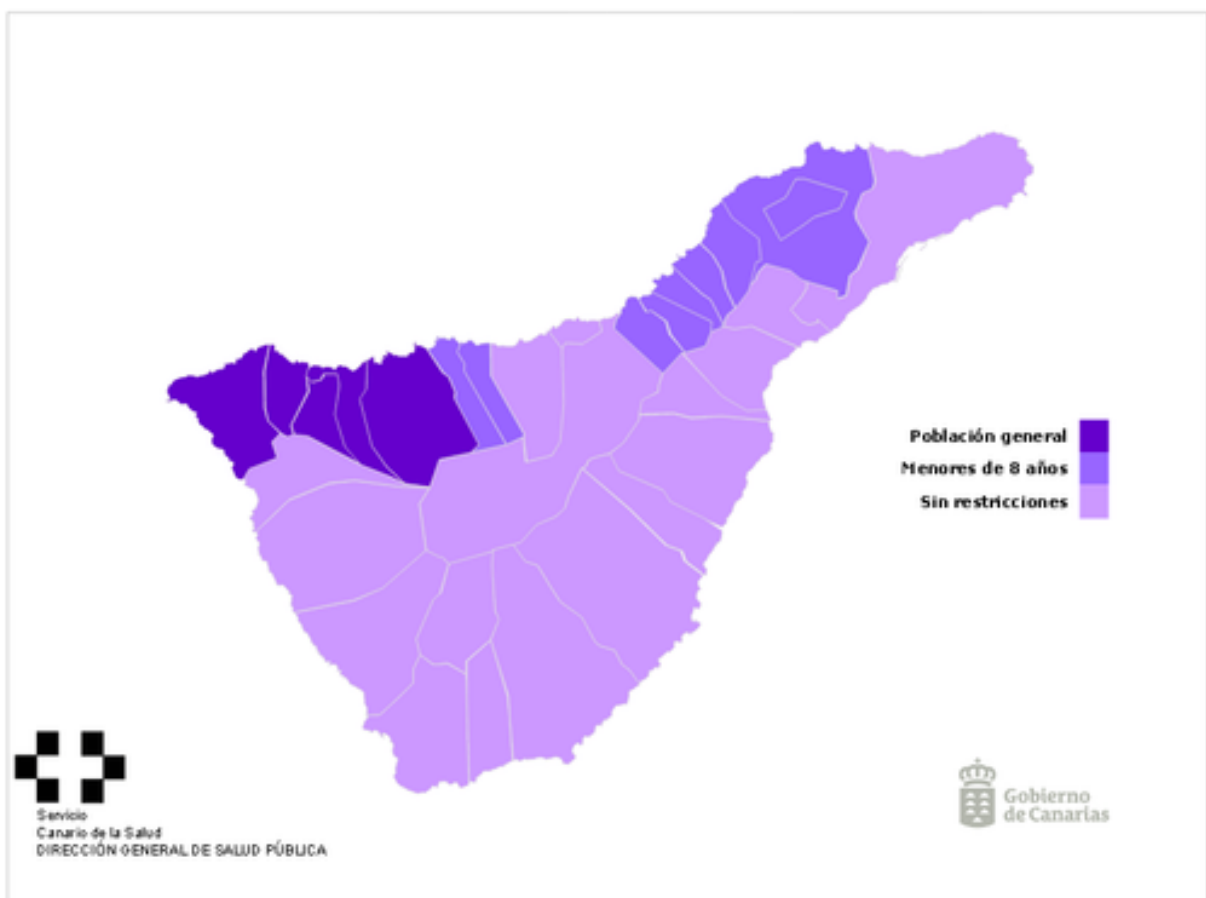 Población general
Menores de 8 años
Sin restricciones
Servicio
Canario de la Salud
DIRECCIÓN GENERAL DE SALUD PÚBLICA
Gobierno
de Canarias